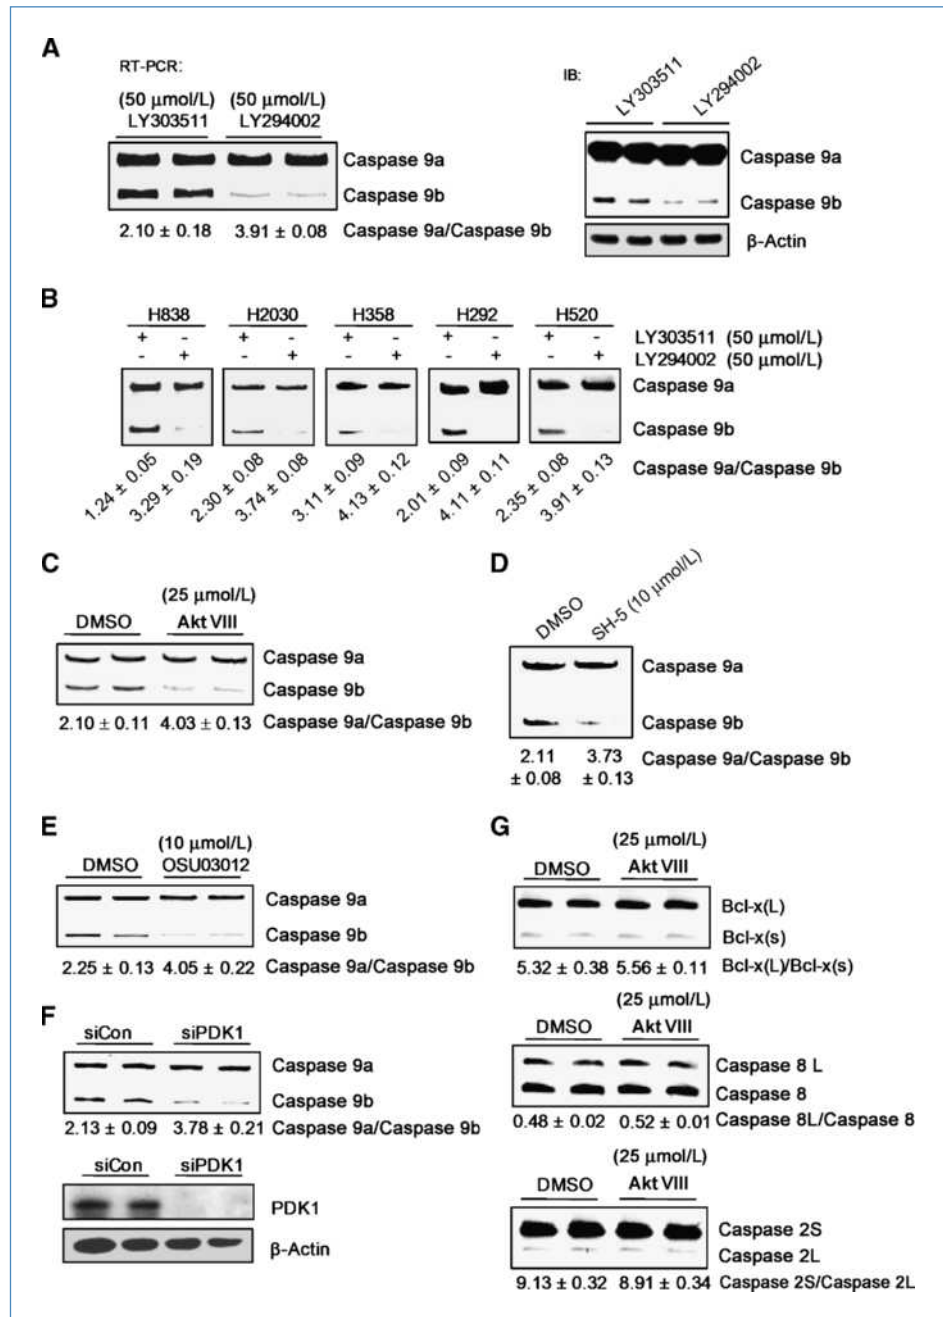 A
RT-PCR:
(50 μmol/L) (50 μmol/L)
LY303511 LY294002
Caspase 9a
Caspase 9b
2.10 ± 0.18 3.91 ± 0.08 Caspase 9a/Caspase 9b
IB:
LY303511 LY294002
Caspase 9a
Caspase 9b
β-Actin
B
H838 H2030 H358 H292 H520
+ + + + + LY303511 (50 μmol/L)
- + - + - + - + - + LY294002 (50 μmol/L)
Caspase 9a
Caspase 9b
Caspase 9a/Caspase 9b
1.24 ± 0.05 3.29 ± 0.19 2.30 ± 0.08 3.74 ± 0.08 3.11 ± 0.09 4.13 ± 0.12 2.01 ± 0.09 4.11 ± 0.11 2.35 ± 0.08 3.91 ± 0.13
C
(25 μmol/L)
DMSO Akt VIII
Caspase 9a
Caspase 9b
2.10 ± 0.11 4.03 ± 0.13 Caspase 9a/Caspase 9b
D
DMSO SH-5 (10 μmol/L)
Caspase 9a
Caspase 9b
2.11 3.73 Caspase 9a/Caspase 9b
± 0.08 ± 0.13
E
(10 μmol/L)
DMSO OSU03012
Caspase 9a
Caspase 9b
2.25 ± 0.13 4.05 ± 0.22 Caspase 9a/Caspase 9b
F
siCon siPDK1
Caspase 9a
Caspase 9b
2.13 ± 0.09 3.78 ± 0.21 Caspase 9a/Caspase 9b
siCon siPDK1
PDK1
β-Actin
G
(25 μmol/L)
DMSO Akt VIII
Bcl-x(L)
Bcl-x(s)
5.32 ± 0.38 5.56 ± 0.11 Bcl-x(L)/Bcl-x(s)
(25 μmol/L)
DMSO Akt VIII
Caspase 8 L
Caspase 8
0.48 ± 0.02 0.52 ± 0.01 Caspase 8L/Caspase 8
(25 μmol/L)
DMSO Akt VIII
Caspase 2S
Caspase 2L
9.13 ± 0.32 8.91 ± 0.34 Caspase 2S/Caspase 2L